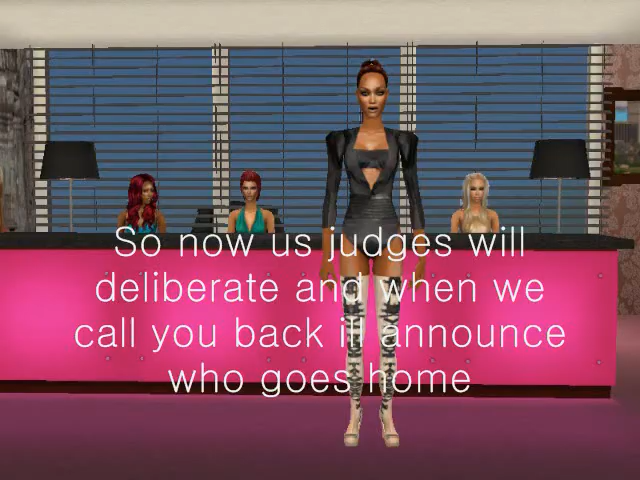 So now us judges will
deliberate and when we
call you back ill announce
who goes home